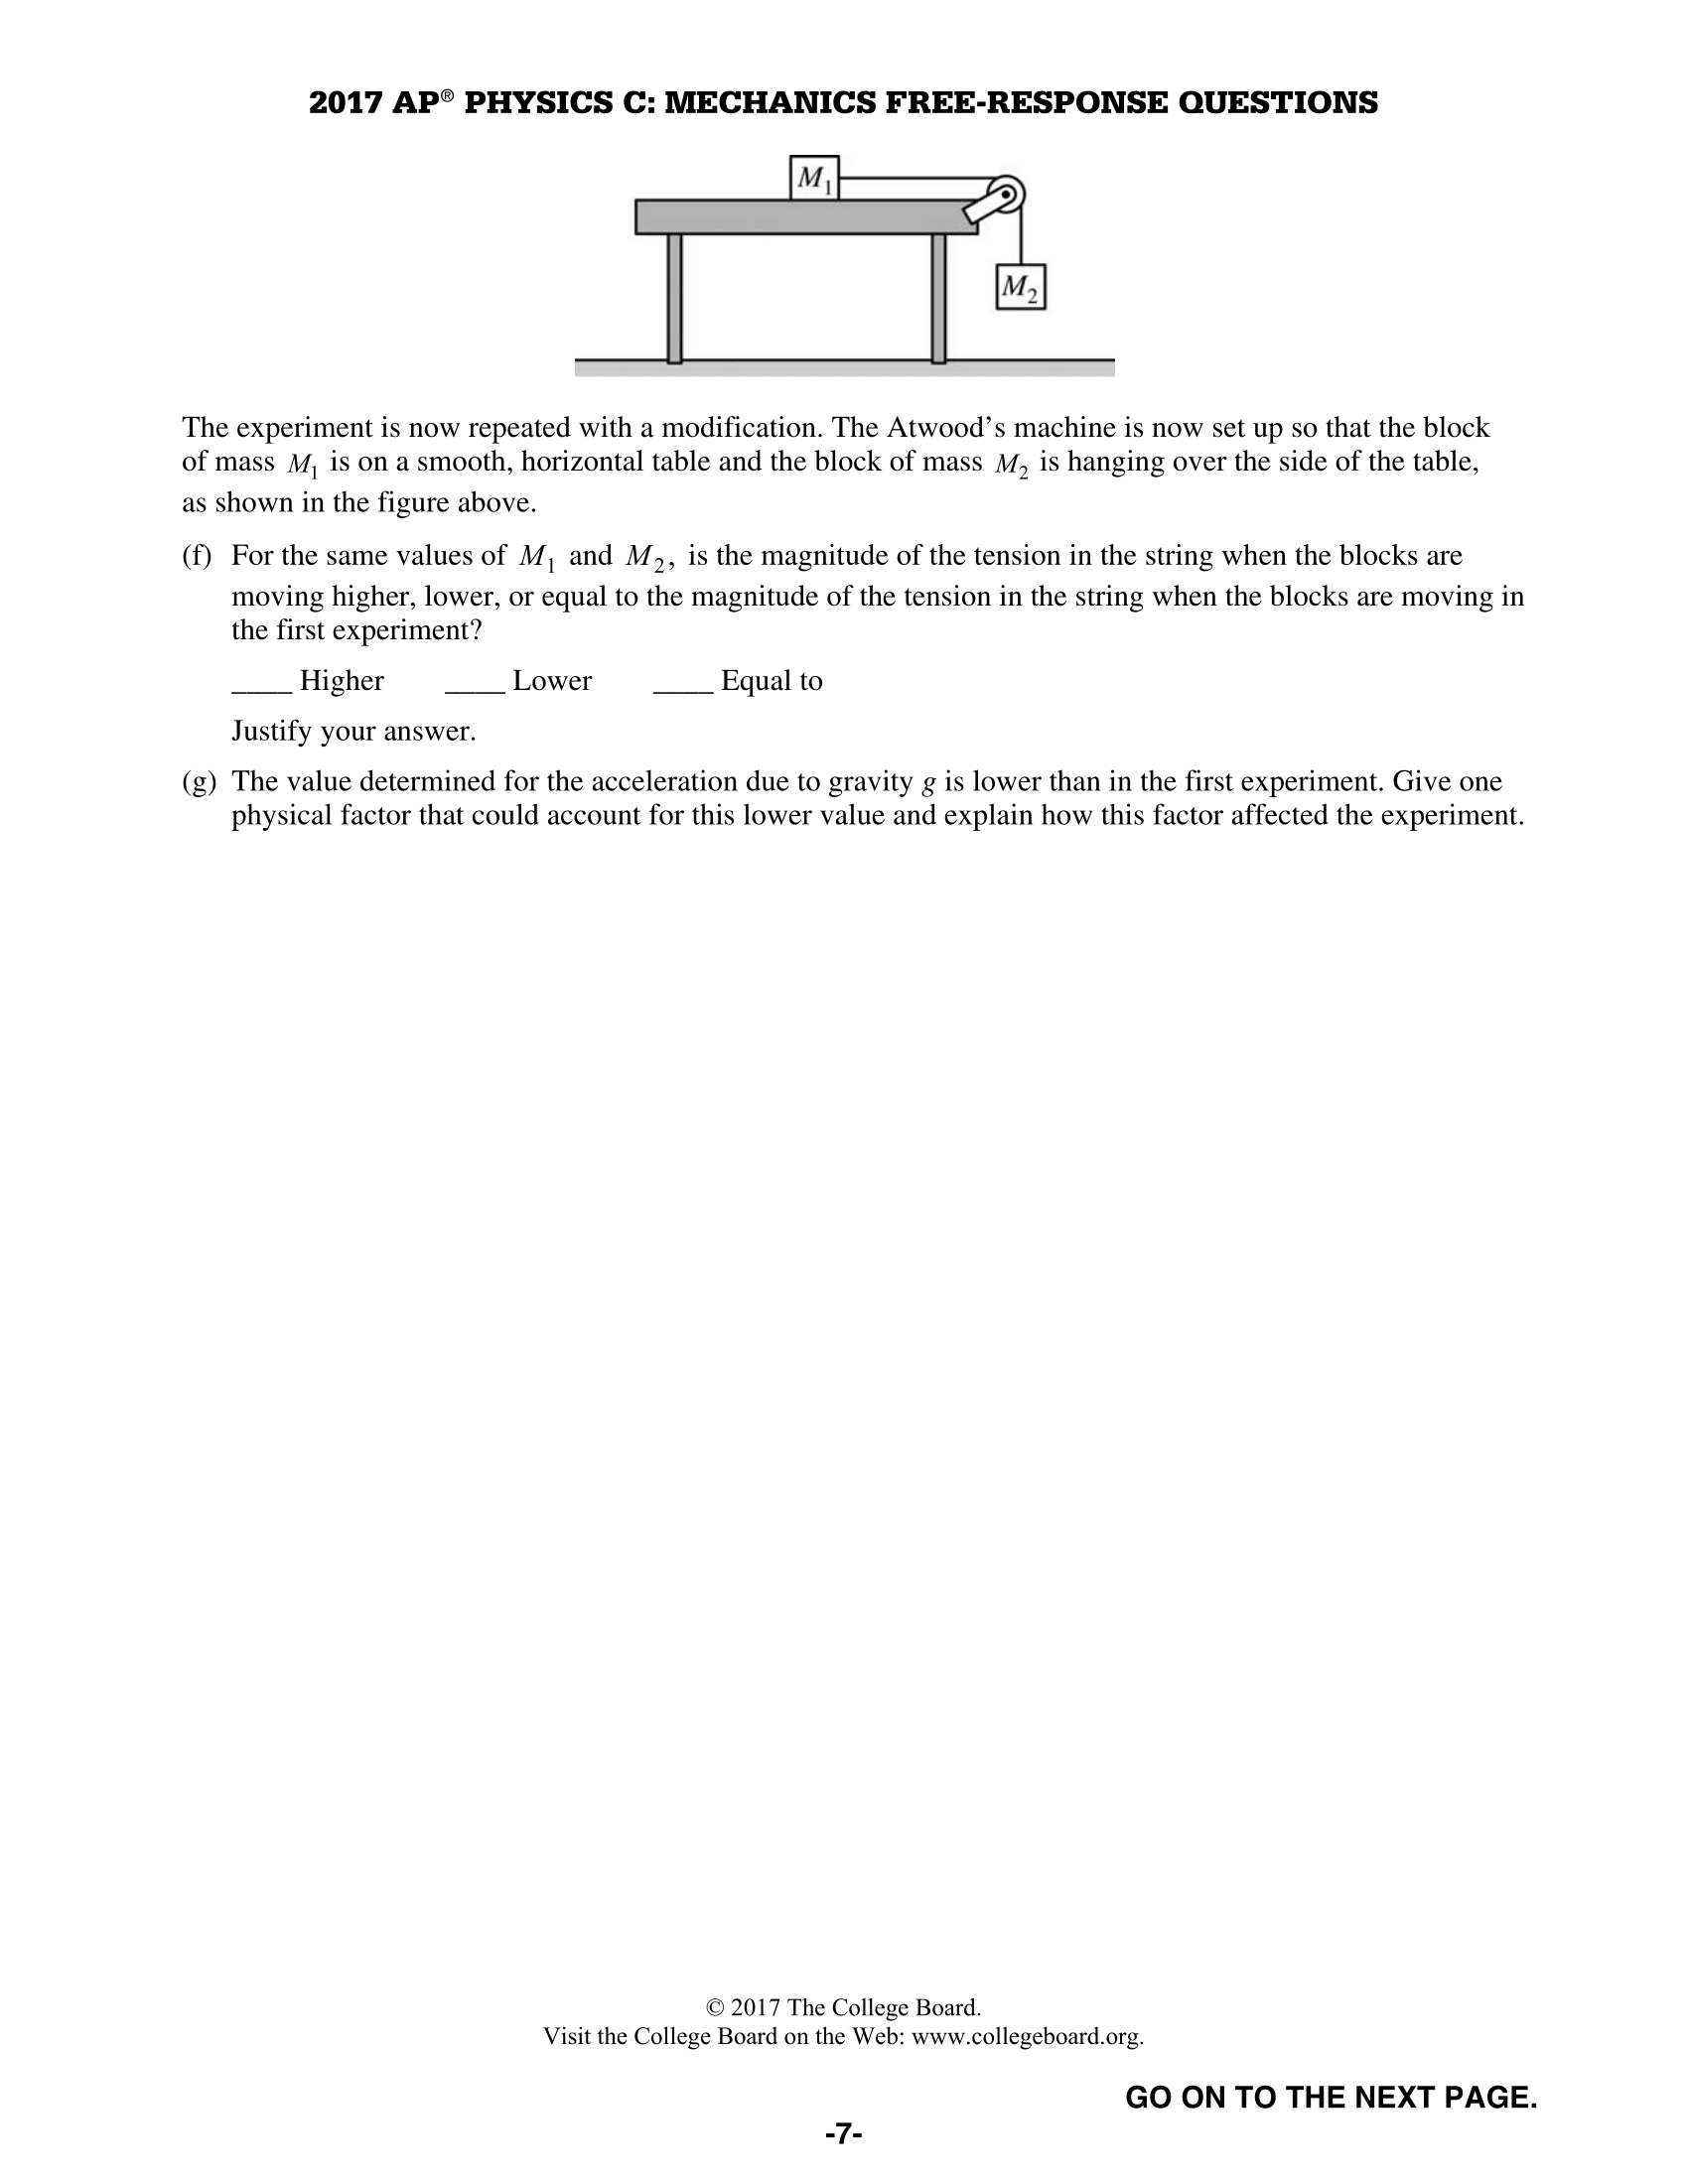 2017 AP® PHYSICS C: MECHANICS FREE-RESPONSE QUESTIONS
M1
M2
The experiment is now repeated with a modification. The Atwood's machine is now set up so that the block
of mass M1 is on a smooth, horizontal table and the block of mass M2 is hanging over the side of the table,
as shown in the figure above.
(f) For the same values of M1 and M2, is the magnitude of the tension in the string when the blocks are
moving higher, lower, or equal to the magnitude of the tension in the string when the blocks are moving in
the first experiment?
____ Higher ____ Lower ____ Equal to
Justify your answer.
(g) The value determined for the acceleration due to gravity g is lower than in the first experiment. Give one
physical factor that could account for this lower value and explain how this factor affected the experiment.
© 2017 The College Board.
Visit the College Board on the Web: www.collegeboard.org.
GO ON TO THE NEXT PAGE.
-7-